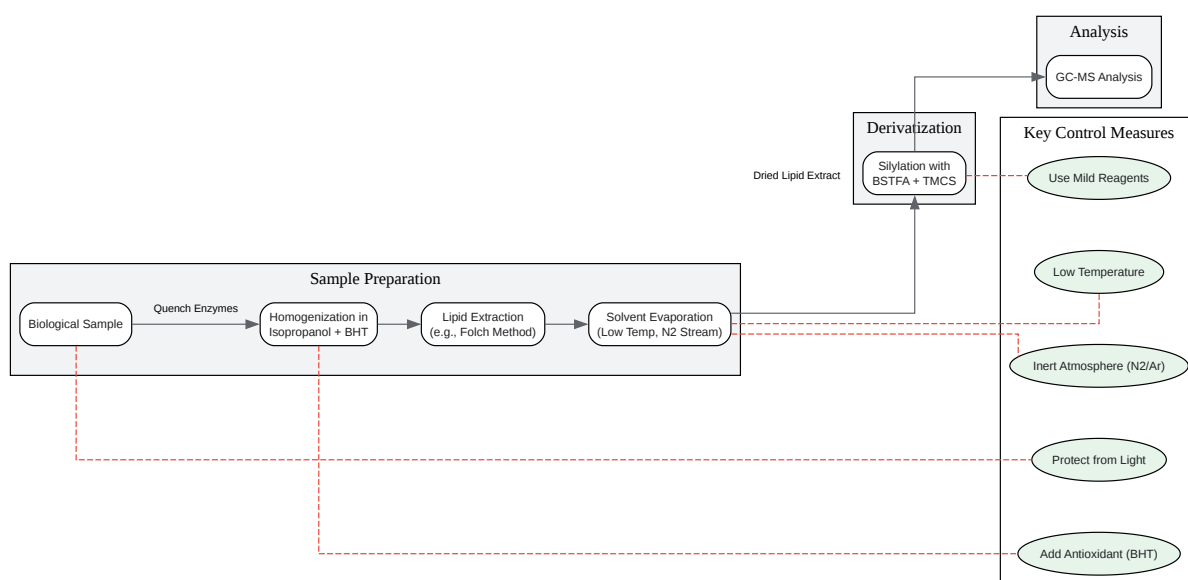 Analysis
GC-MS Analysis
Derivatization
Key Control Measures
Dried Lipid Extract
Silylation with
BSTFA + TMCS
Use Mild Reagents
Sample Preparation
Low Temperature
Biological Sample
Quench Enzymes
Homogenization in
Isopropanol + BHT
Lipid Extraction
(e.g., Folch Method)
Solvent Evaporation
(Low Temp, N2 Stream)
Inert Atmosphere (N2/Ar)
Protect from Light
Add Antioxidant (BHT)